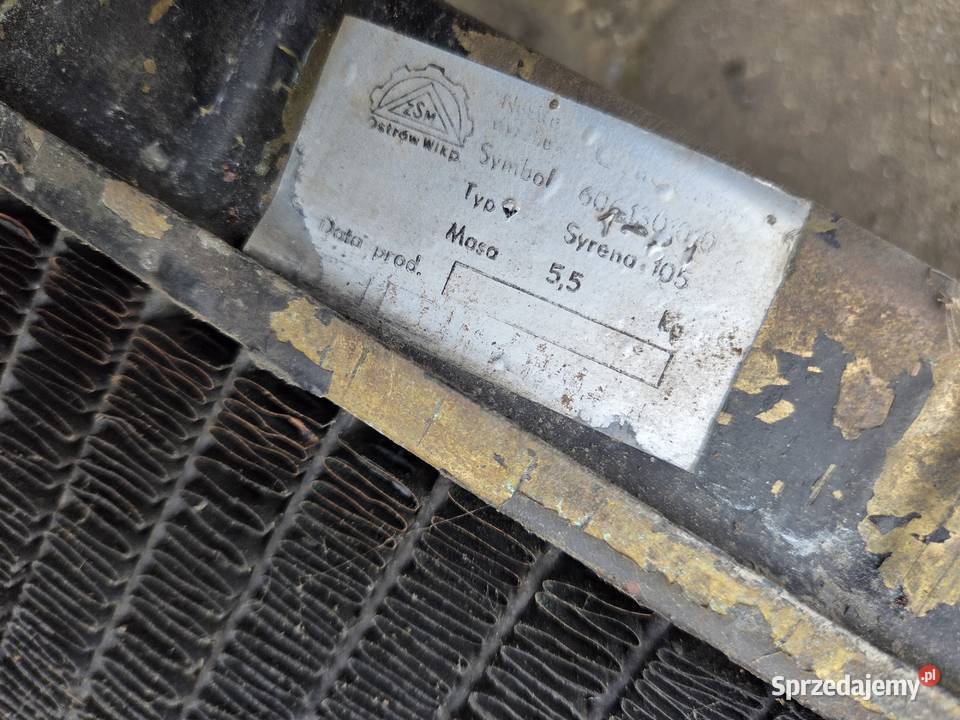 ZSM
Ostrów Wlkp.
Symbol
Typ Syrena 105
Masa 5,5 Kg
Data prod.
Sprzedajemy.pl